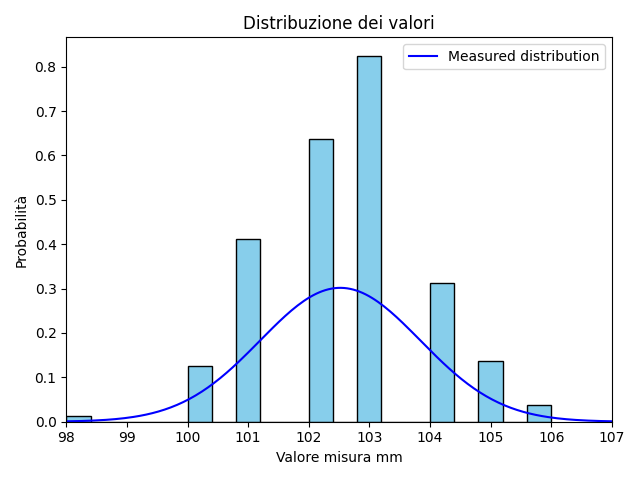 Distribuzione dei valori
Measured distribution
Probabilità
0.8
0.7
0.6
0.5
0.4
0.3
0.2
0.1
0.0
98 99 100 101 102 103 104 105 106 107
Valore misura mm